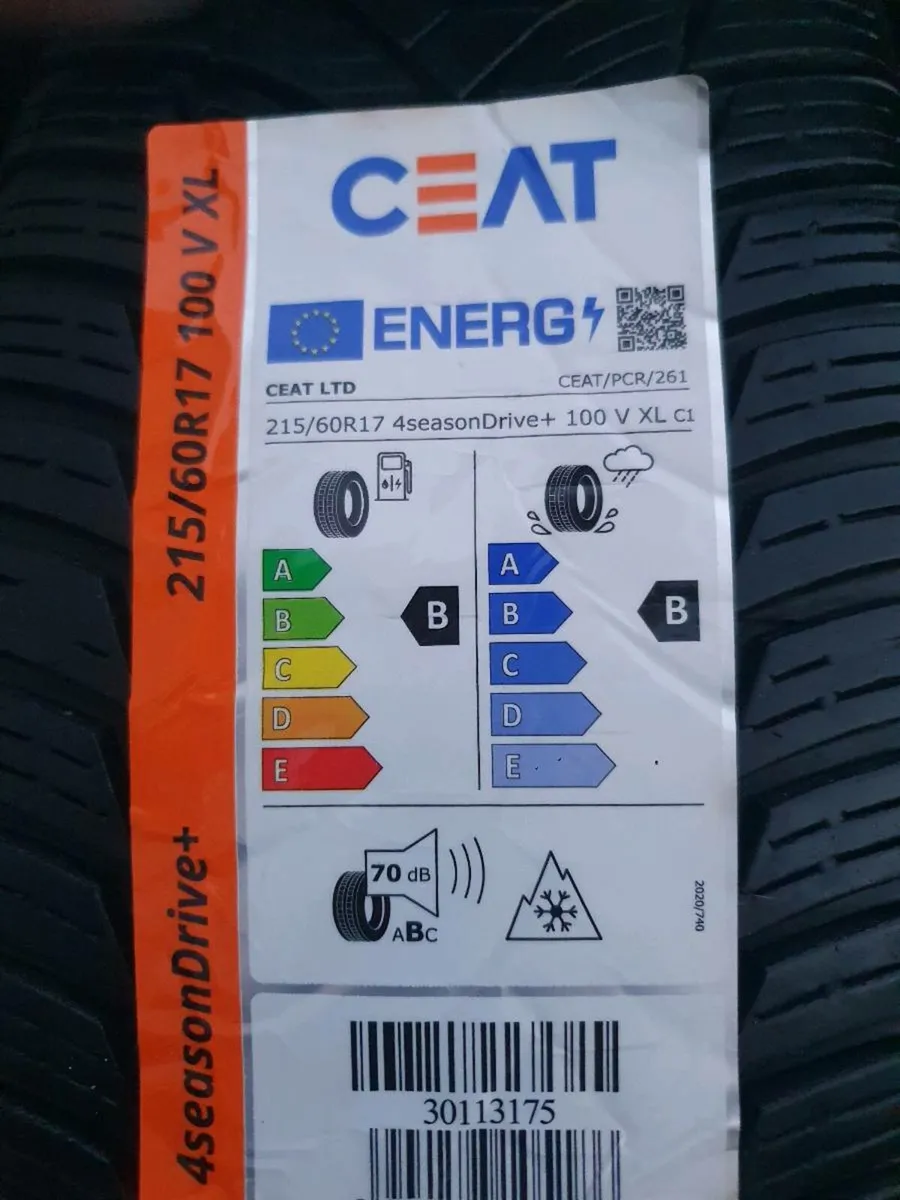 CEAT
ENERG
CEAT LTD
CEAT/PCR/261
215/60R17 4seasonDrive+ 100 V XL C1
A
B
C
D
E
B
A
B
C
D
E
B
70 dB
ABC
2020/740
30113175
215/60R17 100 V XL
4seasonDrive+